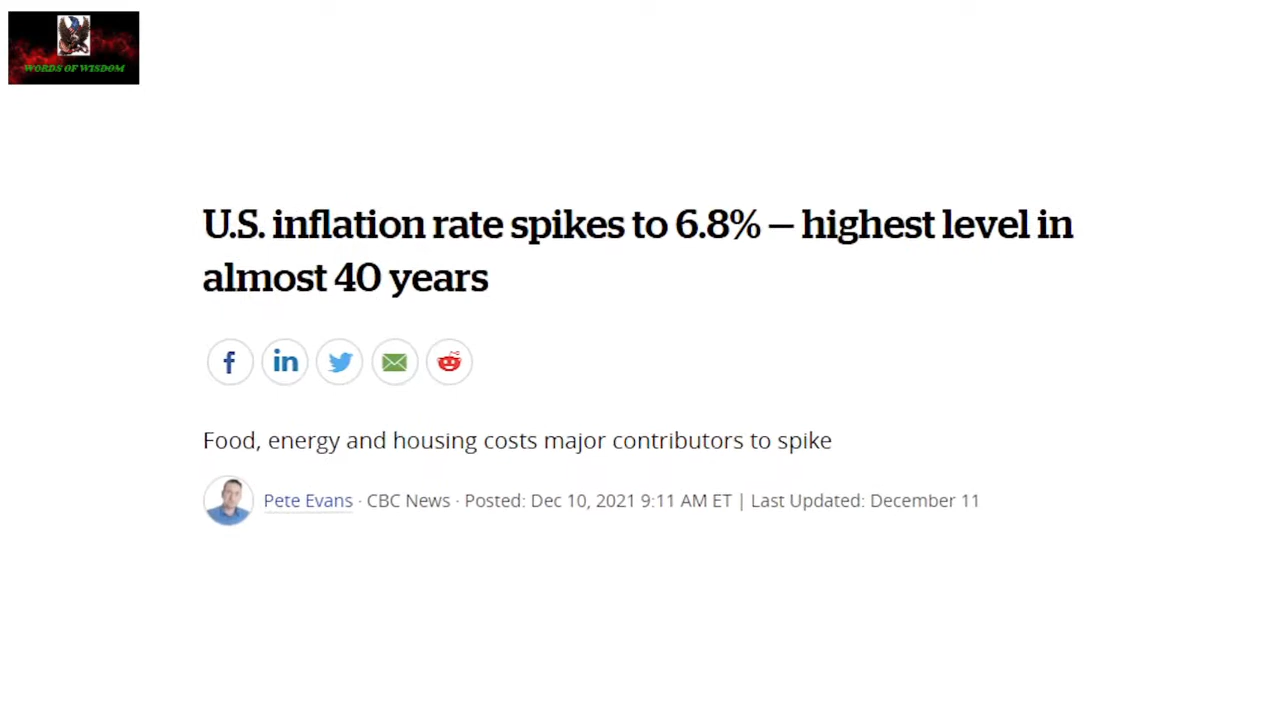 WORDS OF WISDOM
U.S. inflation rate spikes to 6.8% — highest level in
almost 40 years
Food, energy and housing costs major contributors to spike
Pete Evans · CBC News · Posted: Dec 10, 2021 9:11 AM ET | Last Updated: December 11